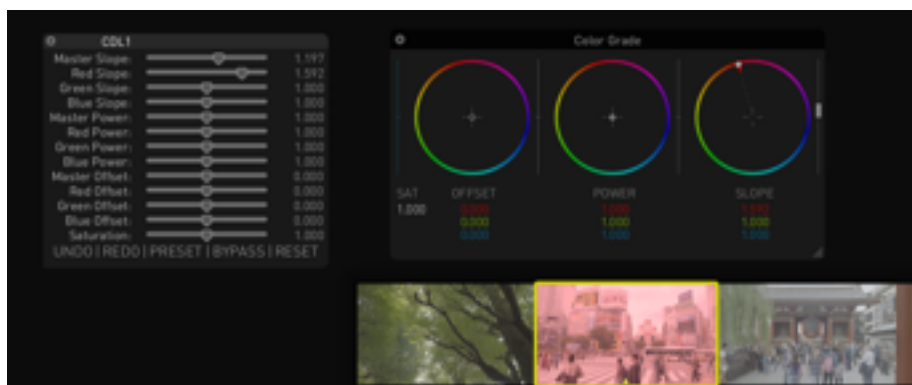 CDL1
Master Slope: 1.197
Red Slope: 1.592
Green Slope: 1.000
Blue Slope: 1.000
Master Power: 1.000
Red Power: 1.000
Green Power: 1.000
Blue Power: 1.000
Master Offset: 0.000
Red Offset: 0.000
Green Offset: 0.000
Blue Offset: 0.000
Saturation: 1.000
UNDO | REDO | PRESET | BYPASS | RESET
Color Grade
SAT OFFSET POWER SLOPE
1.000 0.000 1.000 1.592
0.000 1.000 1.000
0.000 1.000 1.000